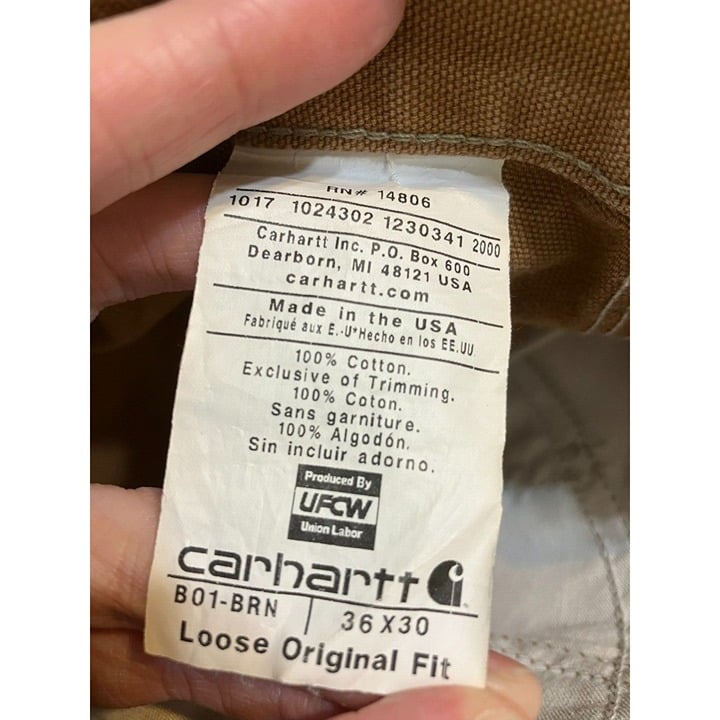 RN# 14806
1017 1024302 1230341 2000
Carhartt Inc. P.O. Box 600
Dearborn, MI 48121 USA
carhartt.com
Made in the USA
Fabriqué aux E.-U*Hecho en los EE.UU
100% Cotton.
Exclusive of Trimming.
100% Coton.
Sans garniture.
100% Algodón.
Sin incluir adorno.
Produced By
UFCW
Union Labor
carhartt
B01-BRN 36X30
Loose Original Fit